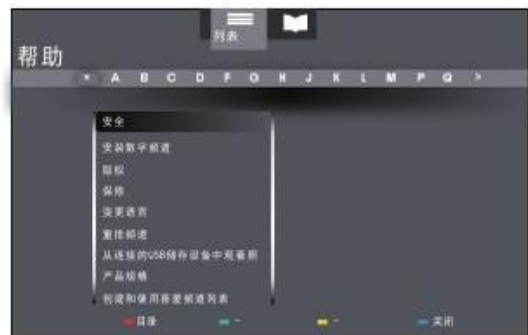 列表
帮助
A B C D F G H J K L M P Q >
安全
安装数字频道
版权
保修
变更语言
重排频道
从连接的USB储存设备中观看照
产品规格
创建和使用喜爱频道列表
目录 - - 关闭